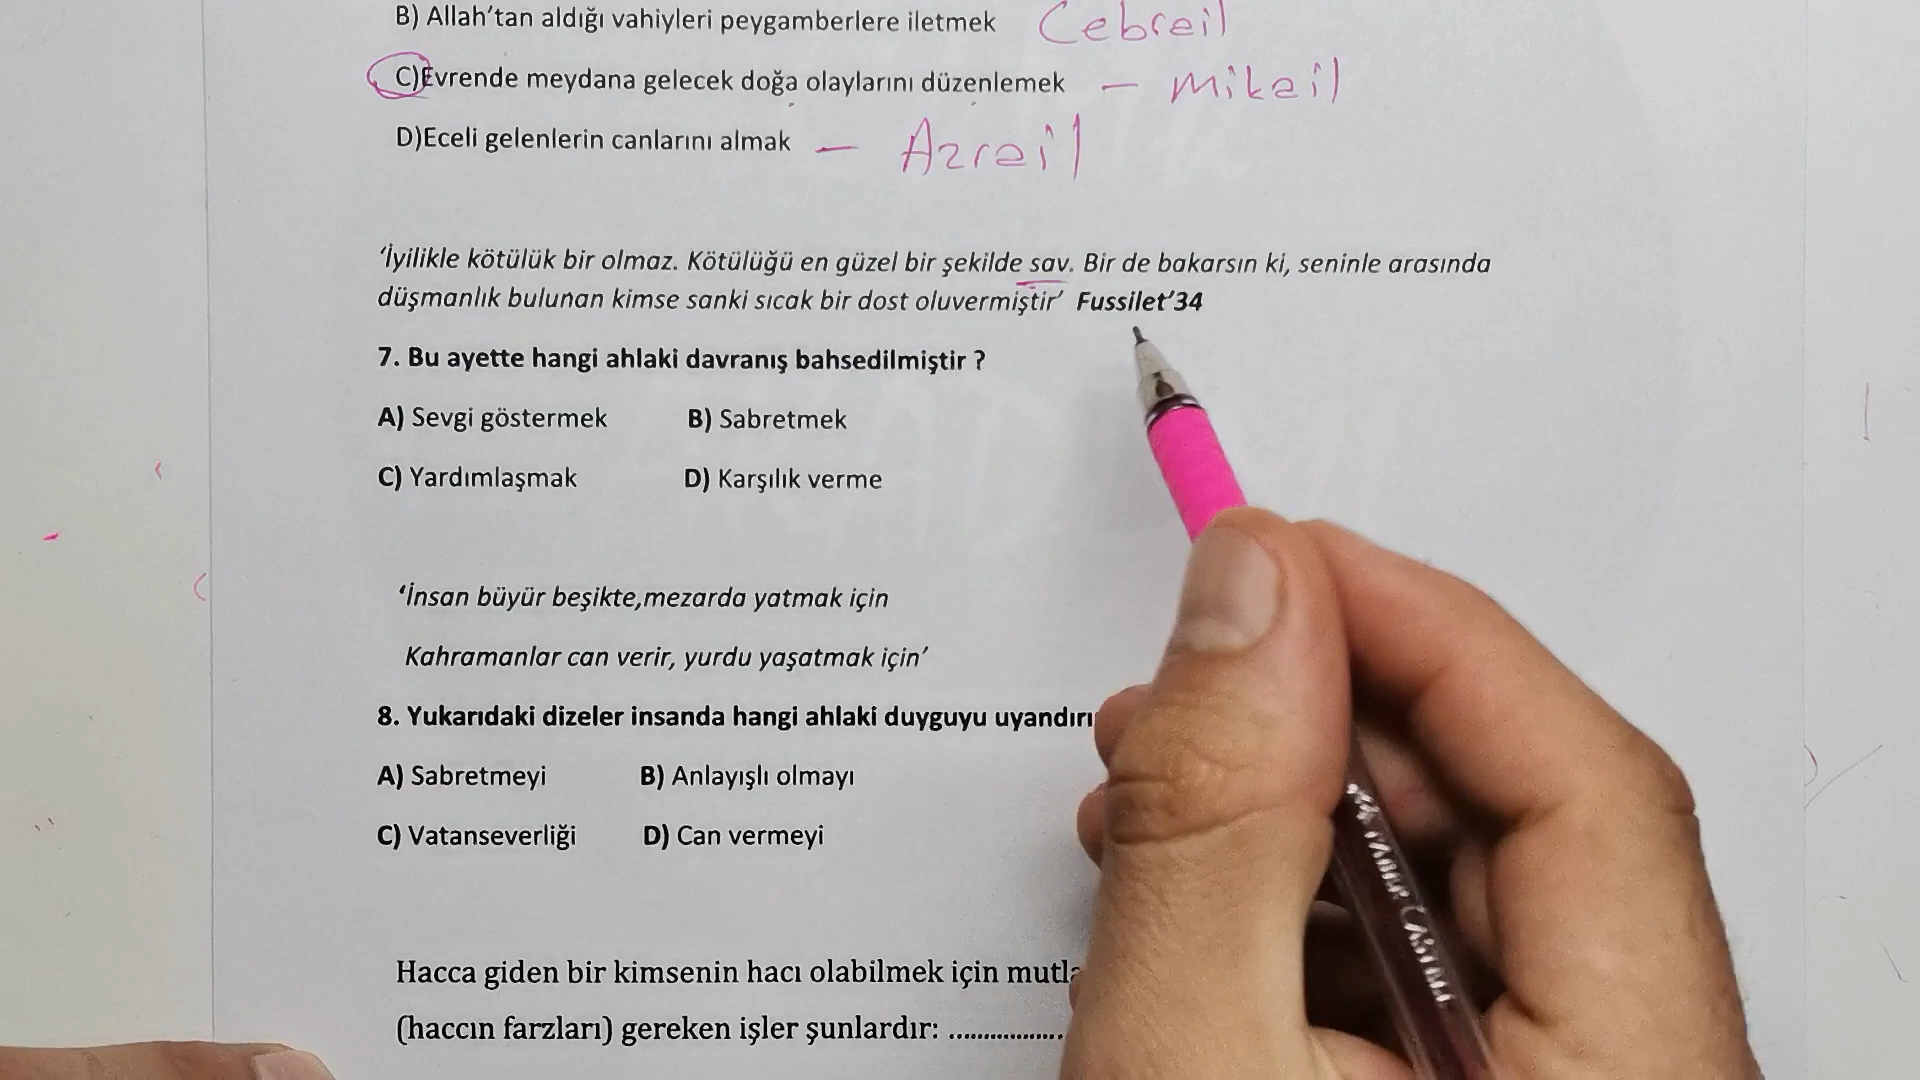 B) Allah'tan aldığı vahiyleri peygamberlere iletmek Cebrail
C)Evrende meydana gelecek doğa olaylarını düzenlemek – Mikail
D)Eceli gelenlerin canlarını almak – Azrail
'İyilikle kötülük bir olmaz. Kötülüğü en güzel bir şekilde sav. Bir de bakarsın ki, seninle arasında
düşmanlık bulunan kimse sanki sıcak bir dost oluvermiştir' Fussilet'34
7. Bu ayette hangi ahlaki davranış bahsedilmiştir ?
A) Sevgi göstermek B) Sabretmek
C) Yardımlaşmak D) Karşılık verme
'İnsan büyür beşikte,mezarda yatmak için
Kahramanlar can verir, yurdu yaşatmak için'
8. Yukarıdaki dizeler insanda hangi ahlaki duyguyu
A) Sabretmeyi B) Anlayışlı olmayı
C) Vatanseverliği D) Can vermeyi
Hacca giden bir kimsenin hacı olabilmek için
(haccın farzları) gereken işler şunlardır: .................
FABER CASTELL